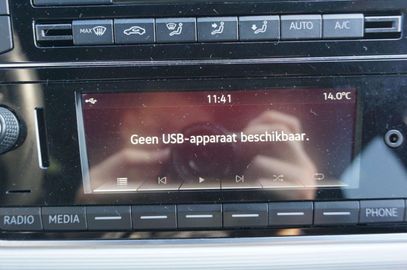 MAX
AUTO
A/C
11:41
14.0°C
Geen USB-apparaat beschikbaar.
RADIO
MEDIA
PHONE